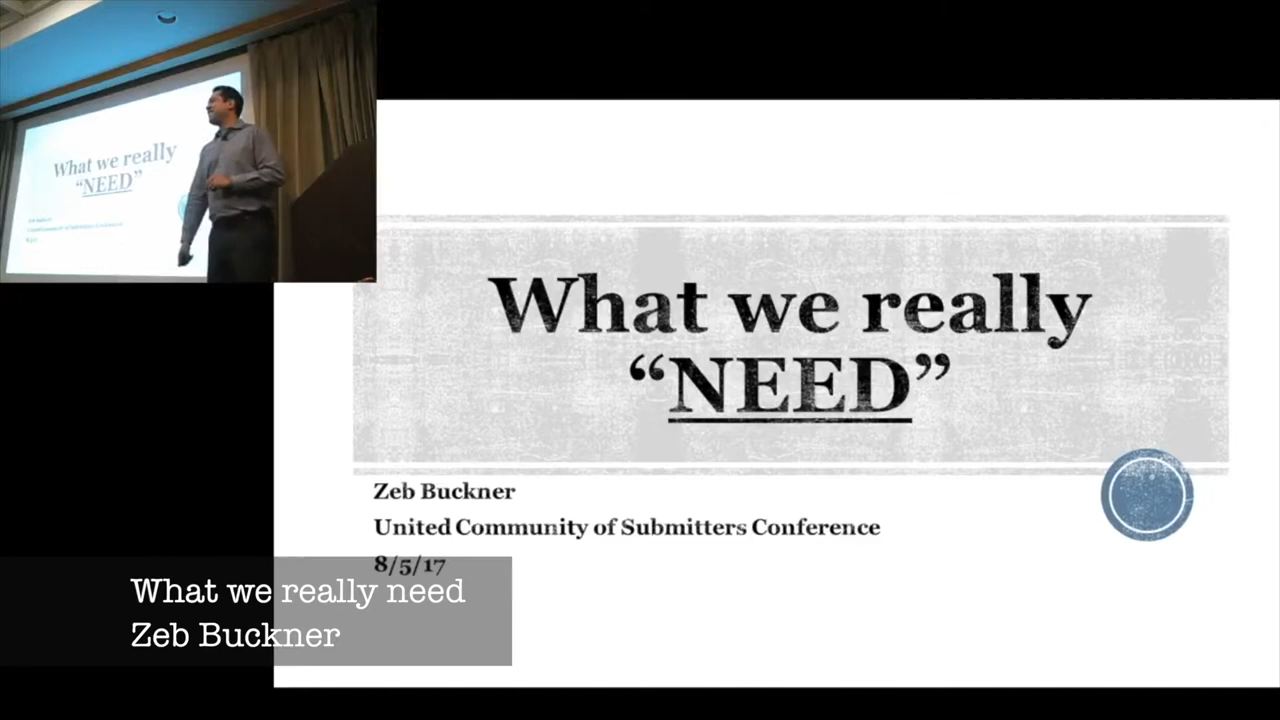 What we really
“NEED”
What we really
“NEED”
Zeb Buckner
United Community of Submitters Conference
8/5/17
What we really need
Zeb Buckner